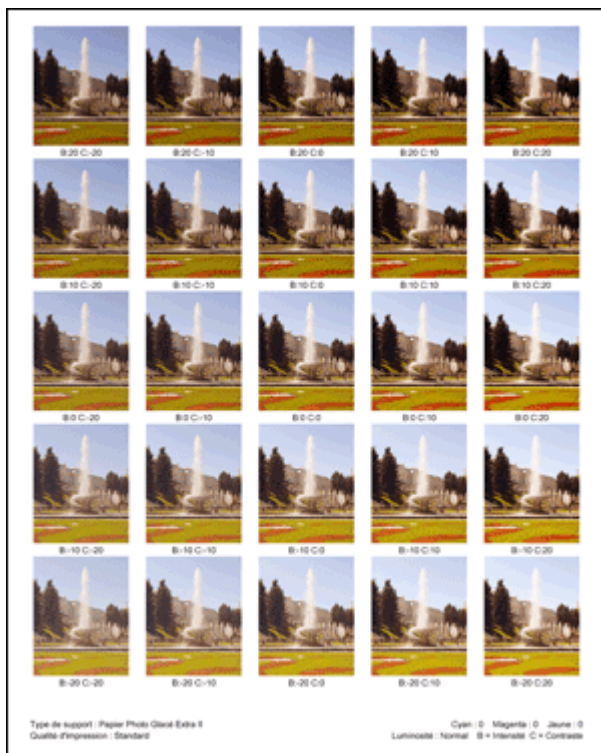 B:20 C:-20 B:20 C:-10 B:20 C:0 B:20 C:10 B:20 C:20
B:10 C:-20 B:10 C:-10 B:10 C:0 B:10 C:10 B:10 C:20
B:0 C:-20 B:0 C:-10 B:0 C:0 B:0 C:10 B:0 C:20
B:-10 C:-20 B:-10 C:-10 B:-10 C:0 B:-10 C:10 B:-10 C:20
B:-20 C:-20 B:-20 C:-10 B:-20 C:0 B:-20 C:10 B:-20 C:20
Type de support : Papier Photo Glacé Extra II Cyan : 0 Magenta : 0 Jaune : 0
Qualité d'impression : Standard Luminosité : Normal B = Intensité C = Contraste